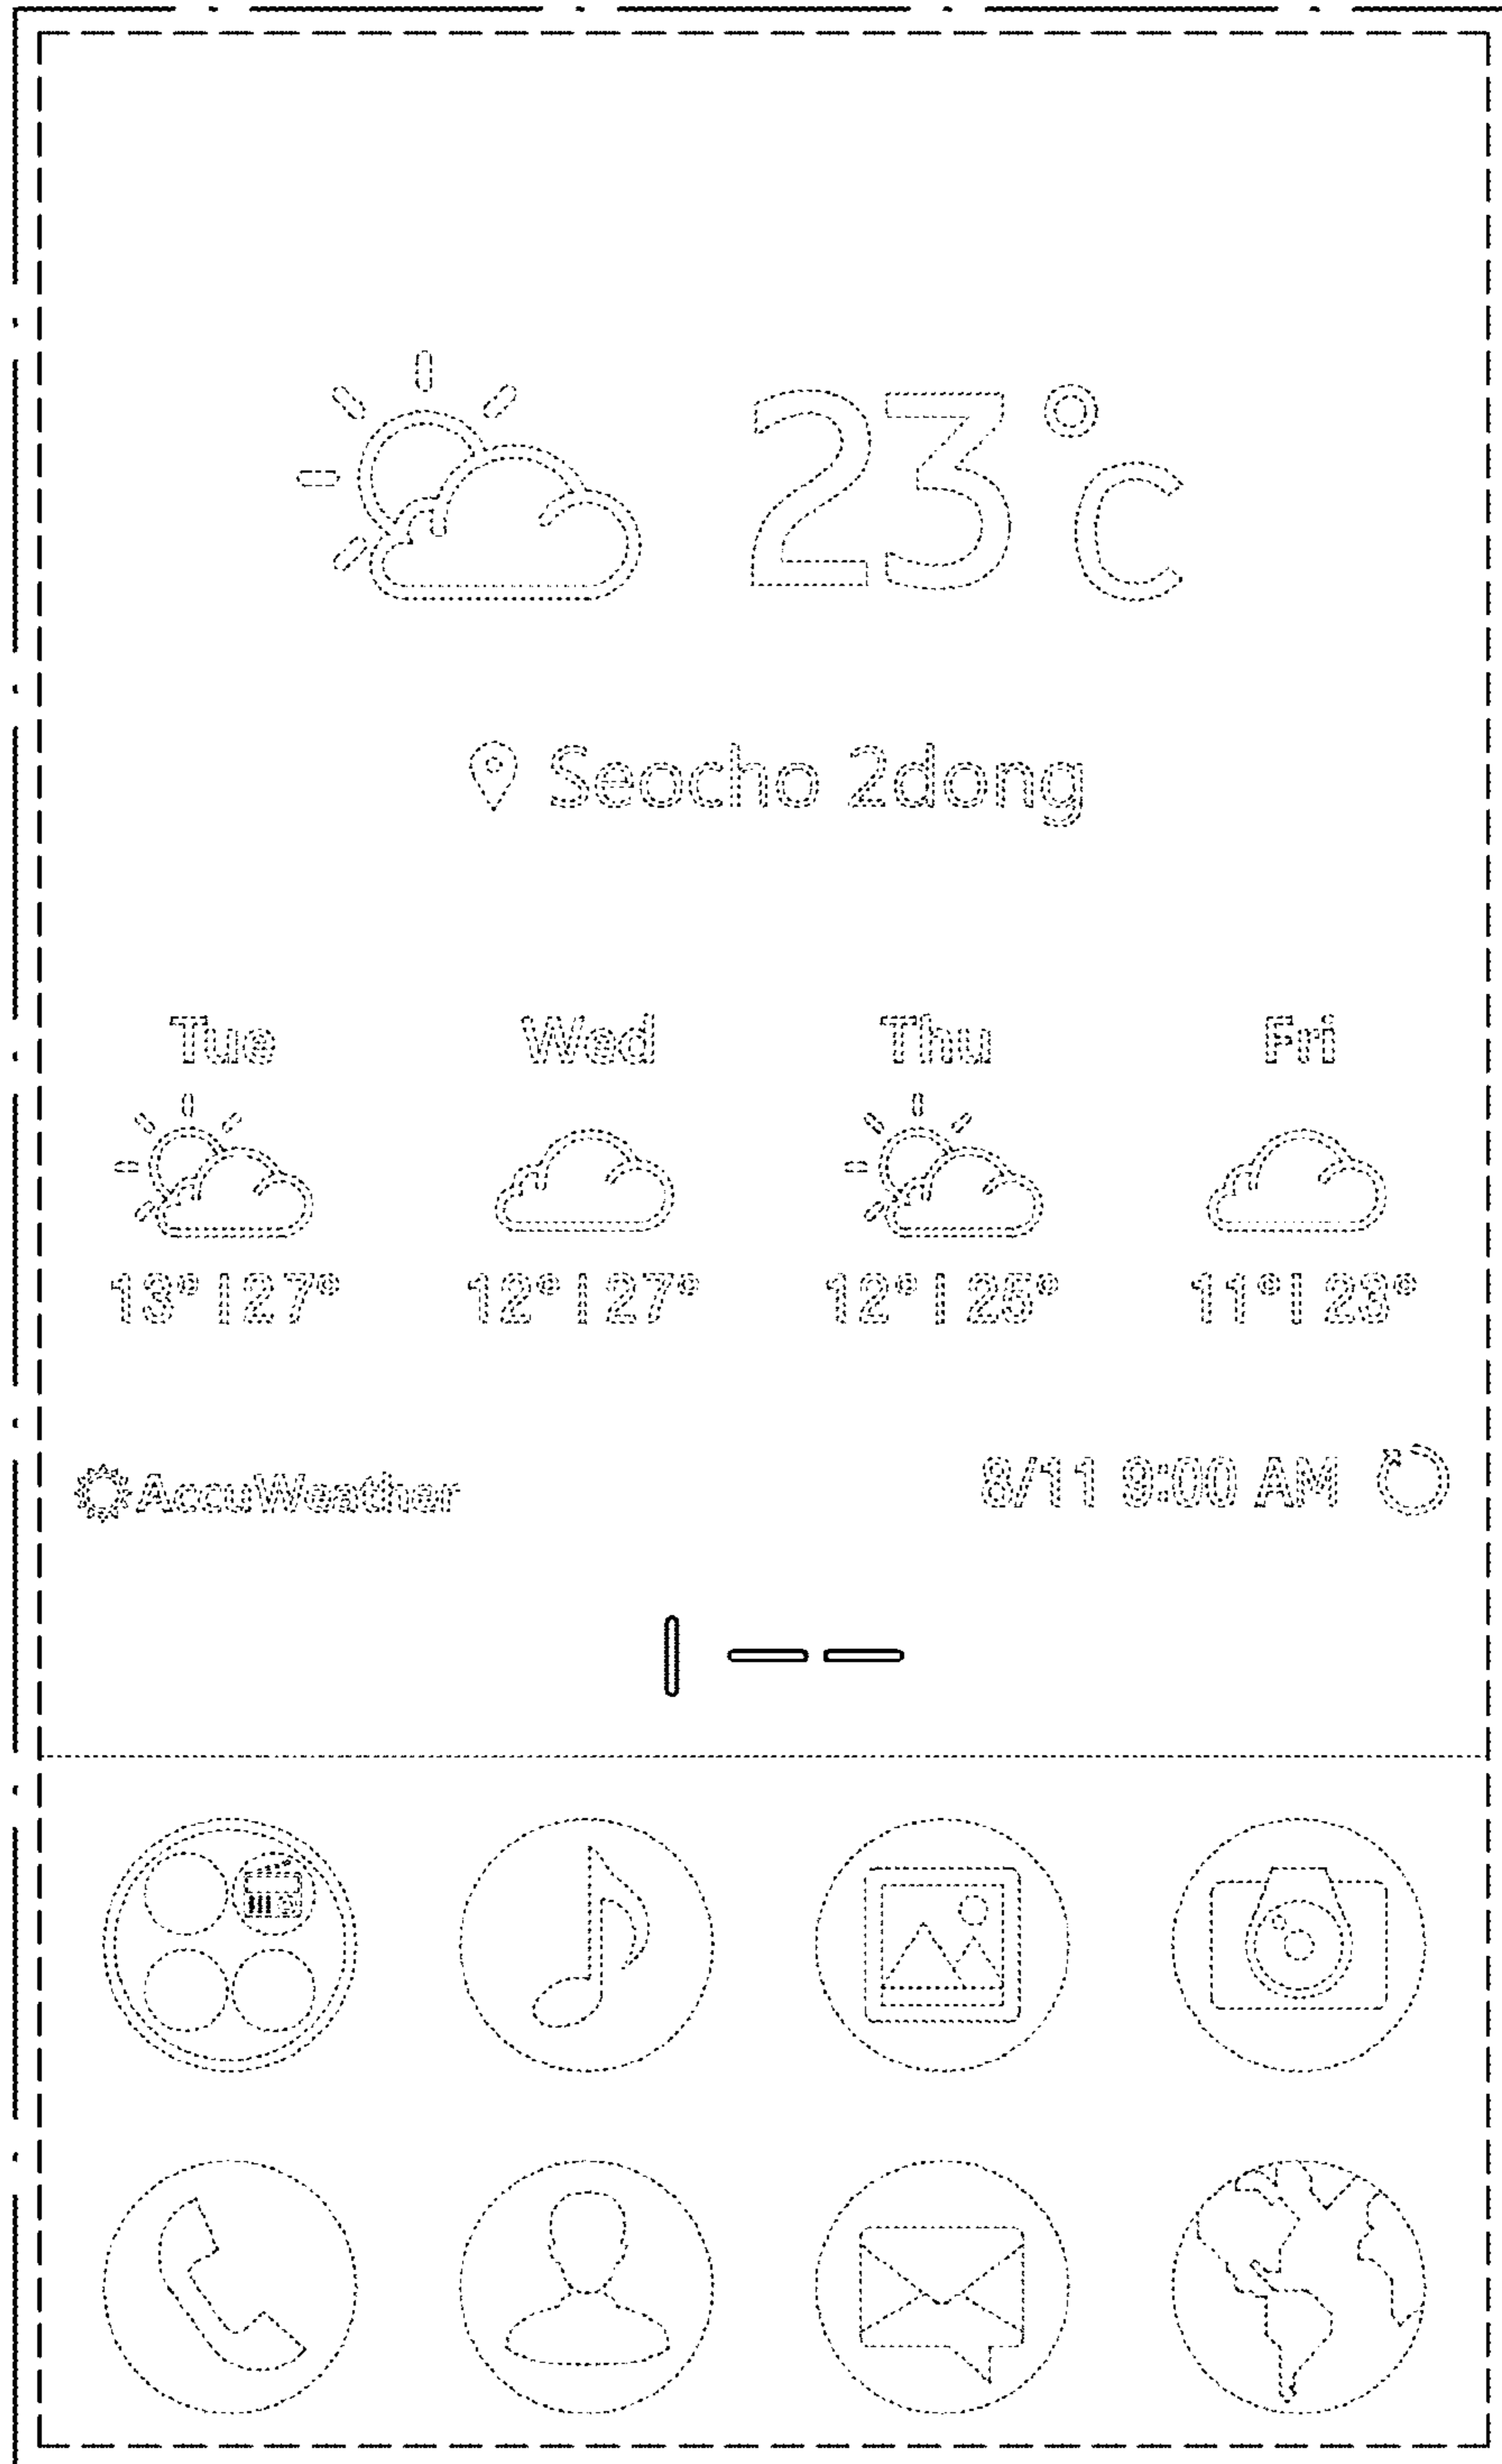 23°C
Seocho 2dong
Tue Wed Thu Fri
13° | 27° 12° | 27° 12° | 25° 11° | 23°
AccuWeather 8/11 9:00 AM